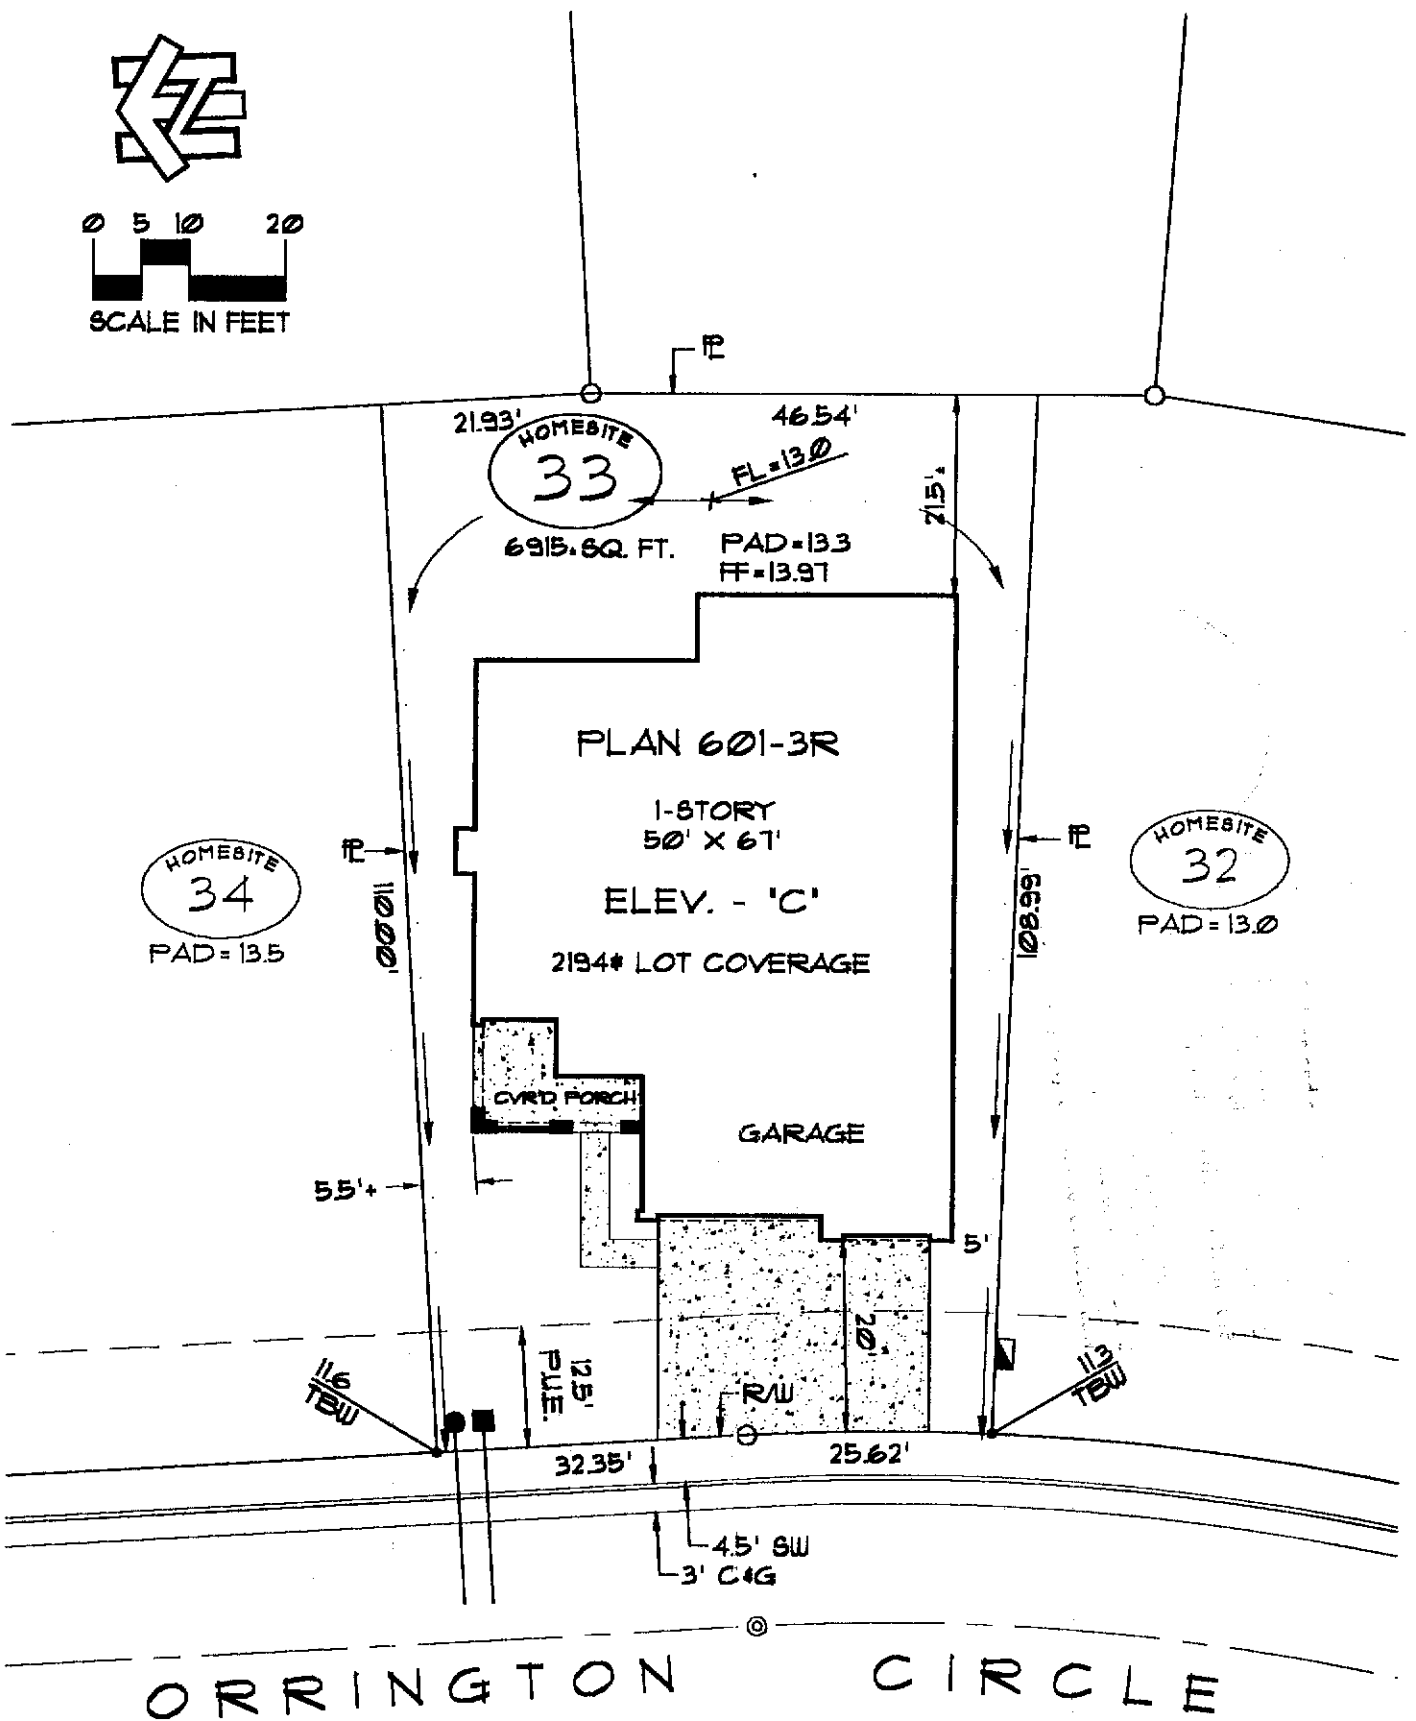 0 5 10 20
SCALE IN FEET
PL
21.93'
46.54'
HOMESITE
33
FL=13.0
21.5'±
6915± SQ. FT.
PAD=13.3
FF=13.97
PLAN 601-3R
1-STORY
50' X 67'
ELEV. - "C"
2194# LOT COVERAGE
PL
HOMESITE
34
PAD=13.5
110.00'
PL
HOMESITE
32
PAD=13.0
108.99'
CVR'D PORCH
GARAGE
5.5'±
5'
20'
12.5'
P.U.E.
11.6
TBW
11.3
TBW
R/W
32.35'
25.62'
4.5' SW
3' C&G
ORRINGTON CIRCLE